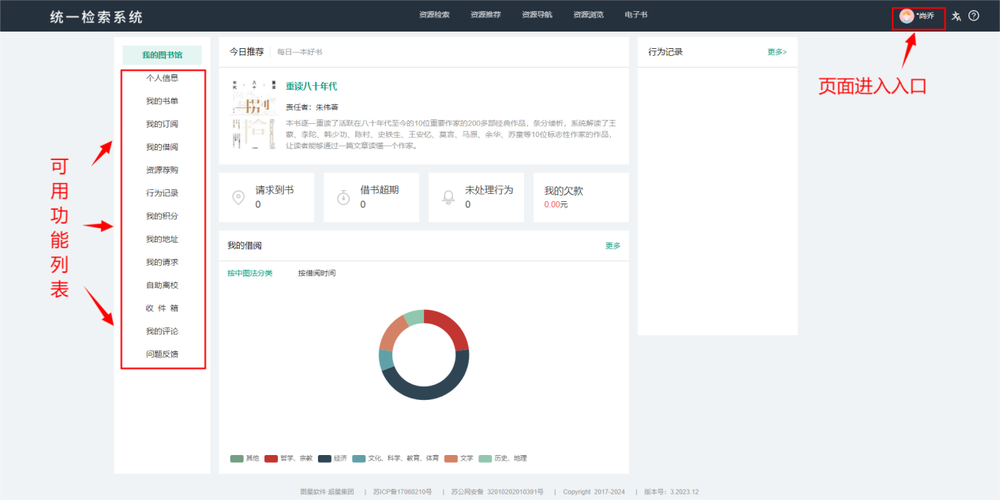 统一检索系统
资源检索 资源推荐 资源导航 资源浏览 电子书
*尚乔
页面进入入口
我的图书馆
个人信息
我的书单
我的订阅
我的借阅
资源荐购
行为记录
我的积分
我的地址
我的请求
自助离校
收 件 箱
我的评论
问题反馈
可用功能列表
今日推荐 每日一本好书
重读八十年代
责任者：朱伟著
本书逐一重读了活跃在八十年代至今的10位重要作家的200多部经典作品，条分缕析，系统解读了王
蒙、李陀、韩少功、陈村、史铁生、王安忆、莫言、马原、余华、苏童等10位标志性作家的作品，
让读者能够通过一篇文章读懂一个作家。
行为记录 更多>
请求到书
0
借书超期
0
未处理行为
0
我的欠款
0.00元
我的借阅 更多
按中图法分类 按借阅时间
其他 哲学、宗教 经济 文化、科学、教育、体育 文学 历史、地理
图星软件·超星集团 | 苏ICP备17060210号 | 苏公网安备 32010202010391号 | Copyright 2017-2024 | 版本号：3.2023.12